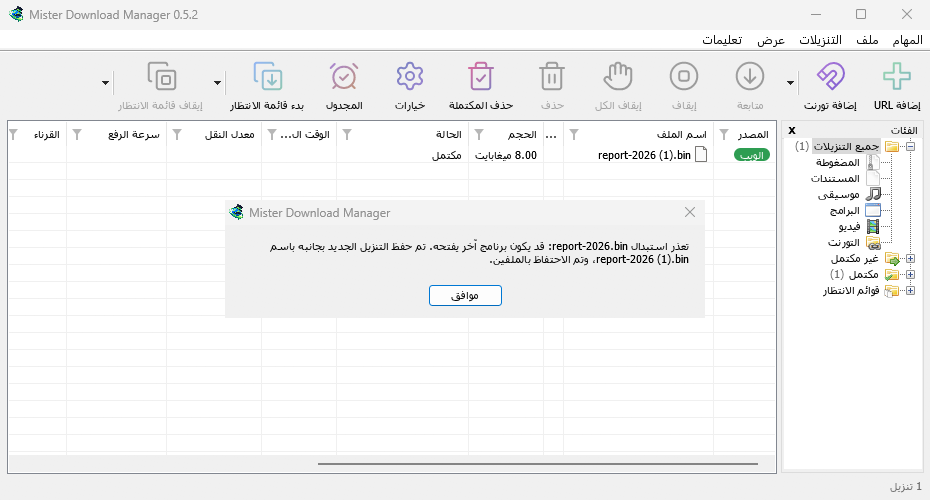 Mister Download Manager 0.5.2
المهام ملف التنزيلات عرض تعليمات
إضافة URL
إضافة تورنت
متابعة
إيقاف
إيقاف الكل
حذف
حذف المكتملة
خيارات
المجدول
بدء قائمة الانتظار
إيقاف قائمة الانتظار
الفئات x
جميع التنزيلات (1)
المضغوطة
المستندات
موسيقى
البرامج
فيديو
التورنت
غير مكتمل
مكتمل (1)
قوائم الانتظار
المصدر اسم الملف ... الحجم الحالة الوقت ال... معدل النقل سرعة الرفع القرناء
الويب report-2026 (1).bin 8.00 ميغابايت مكتمل
Mister Download Manager
تعذر استبدال report-2026.bin: قد يكون برنامج آخر يفتحه. تم حفظ التنزيل الجديد بجانبه باسم
report-2026 (1).bin، وتم الاحتفاظ بالملفين.
موافق
1 تنزيل